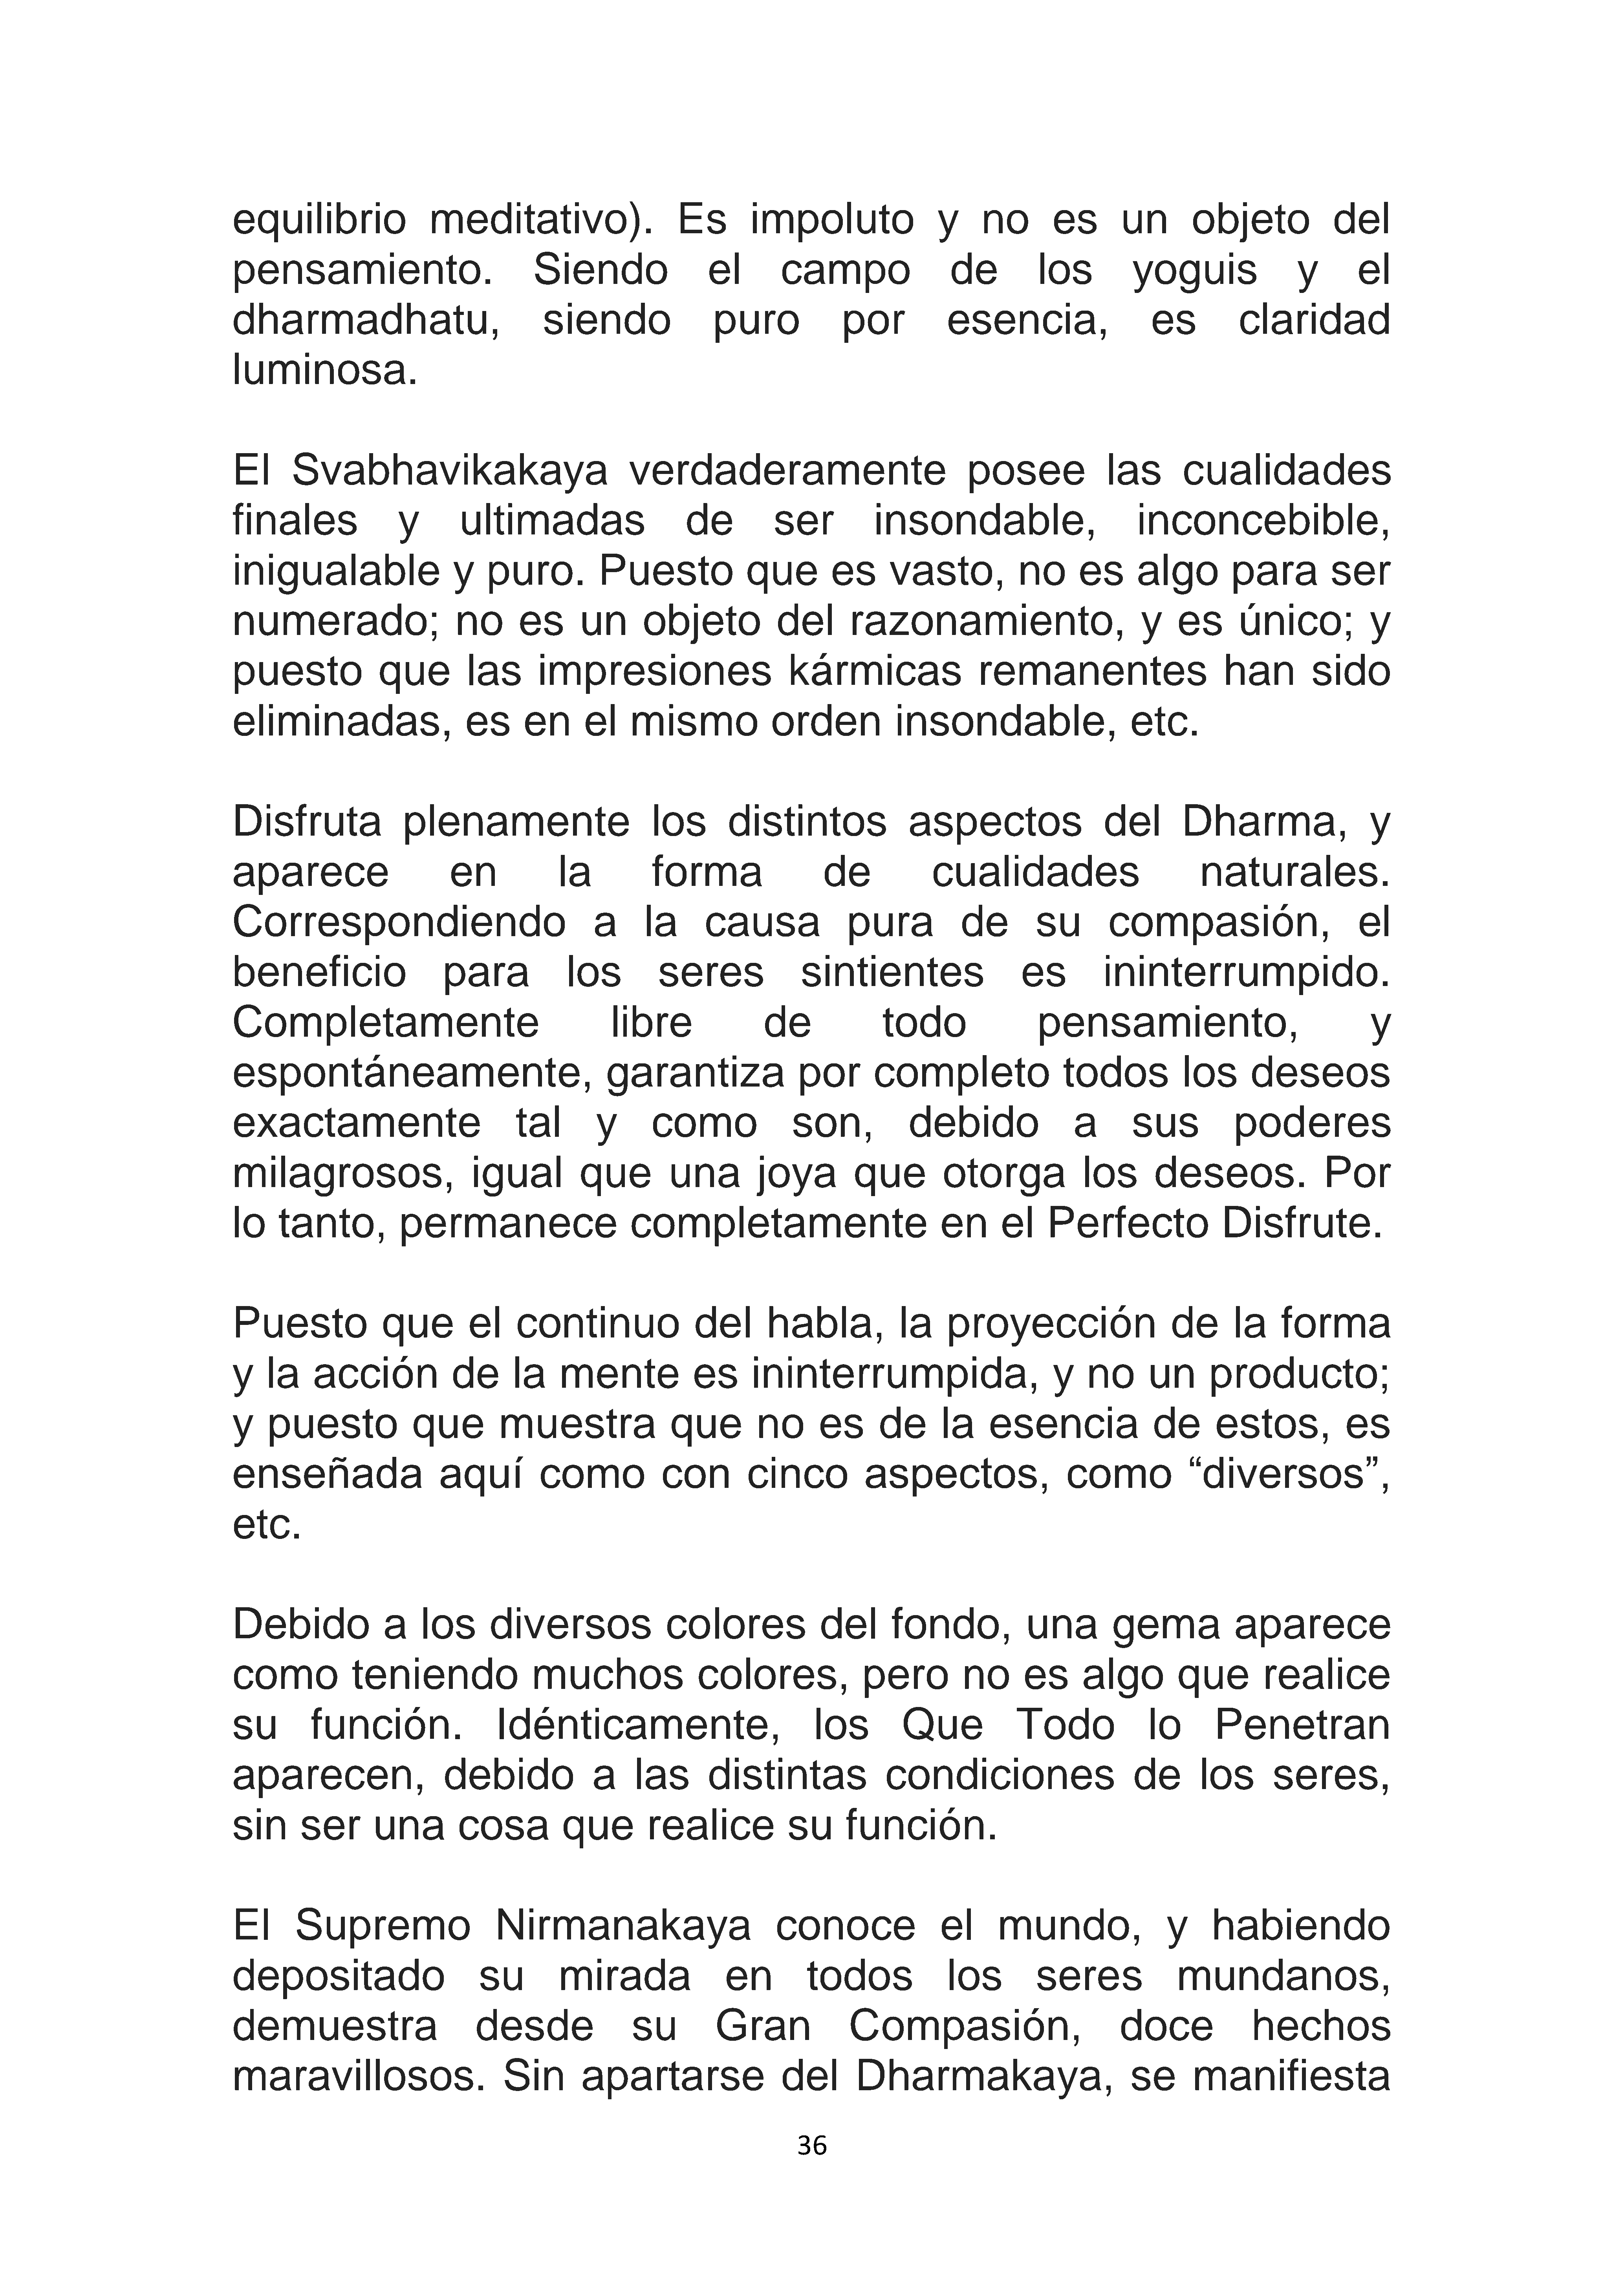 equilibrio meditativo). Es impoluto y no es un objeto del
pensamiento. Siendo el campo de los yoguis y el
dharmadhatu, siendo puro por esencia, es claridad
luminosa.
El Svabhavikakaya verdaderamente posee las cualidades
finales y ultimadas de ser insondable, inconcebible,
inigualable y puro. Puesto que es vasto, no es algo para ser
numerado; no es un objeto del razonamiento, y es único; y
puesto que las impresiones kármicas remanentes han sido
eliminadas, es en el mismo orden insondable, etc.
Disfruta plenamente los distintos aspectos del Dharma, y
aparece en la forma de cualidades naturales.
Correspondiendo a la causa pura de su compasión, el
beneficio para los seres sintientes es ininterrumpido.
Completamente libre de todo pensamiento, y
espontáneamente, garantiza por completo todos los deseos
exactamente tal y como son, debido a sus poderes
milagrosos, igual que una joya que otorga los deseos. Por
lo tanto, permanece completamente en el Perfecto Disfrute.
Puesto que el continuo del habla, la proyección de la forma
y la acción de la mente es ininterrumpida, y no un producto;
y puesto que muestra que no es de la esencia de estos, es
enseñada aquí como con cinco aspectos, como “diversos”,
etc.
Debido a los diversos colores del fondo, una gema aparece
como teniendo muchos colores, pero no es algo que realice
su función. Idénticamente, los Que Todo lo Penetran
aparecen, debido a las distintas condiciones de los seres,
sin ser una cosa que realice su función.
El Supremo Nirmanakaya conoce el mundo, y habiendo
depositado su mirada en todos los seres mundanos,
demuestra desde su Gran Compasión, doce hechos
maravillosos. Sin apartarse del Dharmakaya, se manifiesta
36